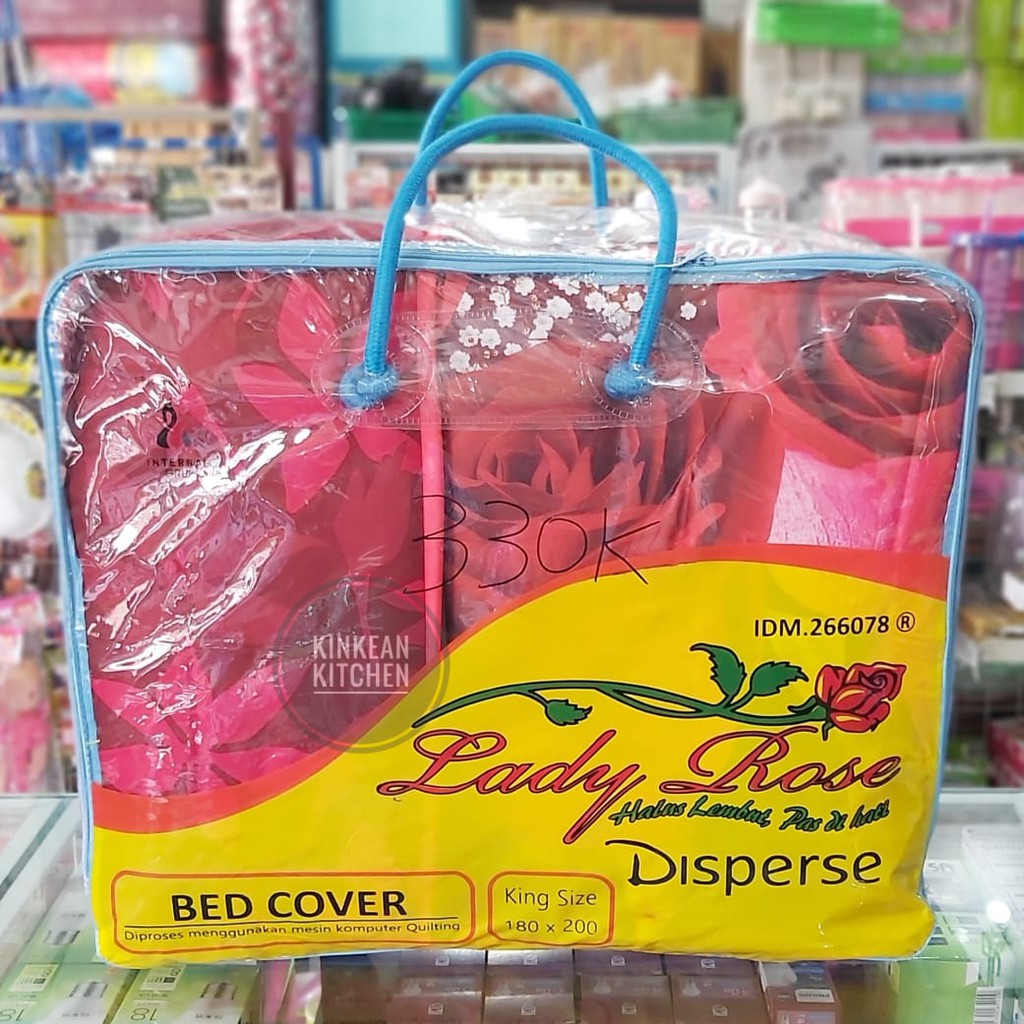 330K
KINKEAN
KITCHEN
IDM.266078 ®
Lady Rose
Halus Lembut, Pas di hati
Disperse
BED COVER
Diproses menggunakan mesin komputer Quilting
King Size
180 x 200